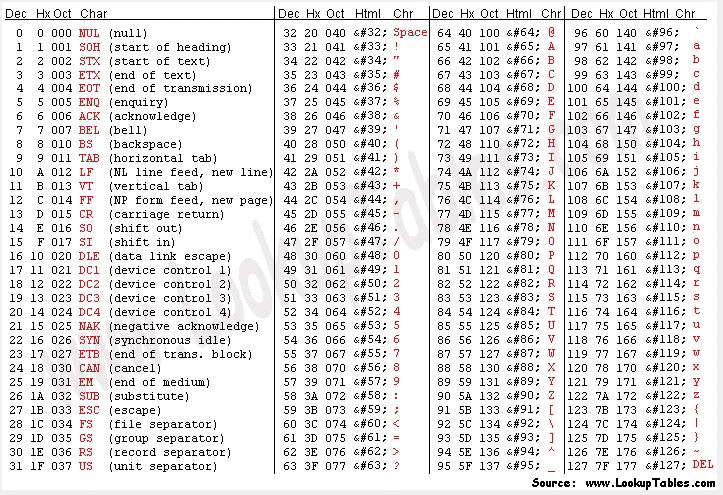 Dec Hx Oct Char Dec Hx Oct Html Chr Dec Hx Oct Html Chr Dec Hx Oct Html Chr
0 0 000 NUL (null) 32 20 040 &#32; Space 64 40 100 &#64; @ 96 60 140 &#96; `
1 1 001 SOH (start of heading) 33 21 041 &#33; ! 65 41 101 &#65; A 97 61 141 &#97; a
2 2 002 STX (start of text) 34 22 042 &#34; " 66 42 102 &#66; B 98 62 142 &#98; b
3 3 003 ETX (end of text) 35 23 043 &#35; # 67 43 103 &#67; C 99 63 143 &#99; c
4 4 004 EOT (end of transmission) 36 24 044 &#36; $ 68 44 104 &#68; D 100 64 144 &#100; d
5 5 005 ENQ (enquiry) 37 25 045 &#37; % 69 45 105 &#69; E 101 65 145 &#101; e
6 6 006 ACK (acknowledge) 38 26 046 &#38; & 70 46 106 &#70; F 102 66 146 &#102; f
7 7 007 BEL (bell) 39 27 047 &#39; ' 71 47 107 &#71; G 103 67 147 &#103; g
8 8 010 BS (backspace) 40 28 050 &#40; ( 72 48 110 &#72; H 104 68 150 &#104; h
9 9 011 TAB (horizontal tab) 41 29 051 &#41; ) 73 49 111 &#73; I 105 69 151 &#105; i
10 A 012 LF (NL line feed, new line) 42 2A 052 &#42; * 74 4A 112 &#74; J 106 6A 152 &#106; j
11 B 013 VT (vertical tab) 43 2B 053 &#43; + 75 4B 113 &#75; K 107 6B 153 &#107; k
12 C 014 FF (NP form feed, new page) 44 2C 054 &#44; , 76 4C 114 &#76; L 108 6C 154 &#108; l
13 D 015 CR (carriage return) 45 2D 055 &#45; - 77 4D 115 &#77; M 109 6D 155 &#109; m
14 E 016 SO (shift out) 46 2E 056 &#46; . 78 4E 116 &#78; N 110 6E 156 &#110; n
15 F 017 SI (shift in) 47 2F 057 &#47; / 79 4F 117 &#79; O 111 6F 157 &#111; o
16 10 020 DLE (data link escape) 48 30 060 &#48; 0 80 50 120 &#80; P 112 70 160 &#112; p
17 11 021 DC1 (device control 1) 49 31 061 &#49; 1 81 51 121 &#81; Q 113 71 161 &#113; q
18 12 022 DC2 (device control 2) 50 32 062 &#50; 2 82 52 122 &#82; R 114 72 162 &#114; r
19 13 023 DC3 (device control 3) 51 33 063 &#51; 3 83 53 123 &#83; S 115 73 163 &#115; s
20 14 024 DC4 (device control 4) 52 34 064 &#52; 4 84 54 124 &#84; T 116 74 164 &#116; t
21 15 025 NAK (negative acknowledge) 53 35 065 &#53; 5 85 55 125 &#85; U 117 75 165 &#117; u
22 16 026 SYN (synchronous idle) 54 36 066 &#54; 6 86 56 126 &#86; V 118 76 166 &#118; v
23 17 027 ETB (end of trans. block) 55 37 067 &#55; 7 87 57 127 &#87; W 119 77 167 &#119; w
24 18 030 CAN (cancel) 56 38 070 &#56; 8 88 58 130 &#88; X 120 78 170 &#120; x
25 19 031 EM (end of medium) 57 39 071 &#57; 9 89 59 131 &#89; Y 121 79 171 &#121; y
26 1A 032 SUB (substitute) 58 3A 072 &#58; : 90 5A 132 &#90; Z 122 7A 172 &#122; z
27 1B 033 ESC (escape) 59 3B 073 &#59; ; 91 5B 133 &#91; [ 123 7B 173 &#123; {
28 1C 034 FS (file separator) 60 3C 074 &#60; < 92 5C 134 &#92; \ 124 7C 174 &#124; |
29 1D 035 GS (group separator) 61 3D 075 &#61; = 93 5D 135 &#93; ] 125 7D 175 &#125; }
30 1E 036 RS (record separator) 62 3E 076 &#62; > 94 5E 136 &#94; ^ 126 7E 176 &#126; ~
31 1F 037 US (unit separator) 63 3F 077 &#63; ? 95 5F 137 &#95; _ 127 7F 177 &#127; DEL
Source: www.LookupTables.com